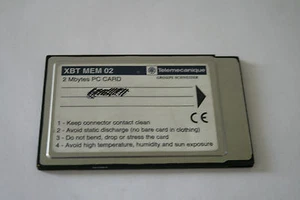 XBT MEM 02
Telemecanique
2 Mbytes PC CARD
GROUPE SCHNEIDER
1 - Keep connector contact clean
2 - Avoid static discharge (no bare card in clothing)
3 - Do not bend, drop or stress the card
4 - Avoid high temperature, humidity and sun exposure
CE